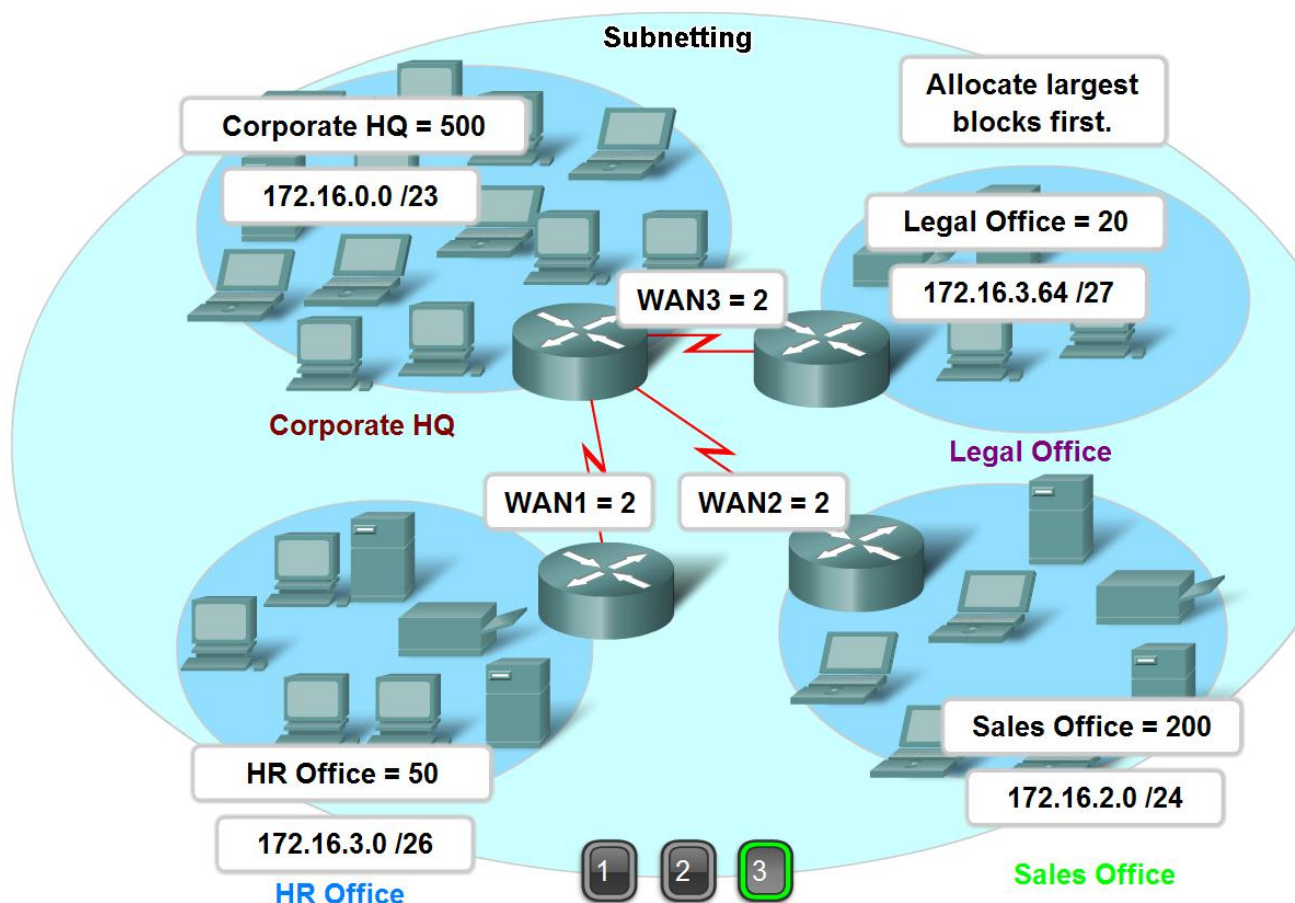 Subnetting
Allocate largest
blocks first.
Corporate HQ = 500
172.16.0.0 /23
Legal Office = 20
172.16.3.64 /27
WAN3 = 2
Corporate HQ
Legal Office
WAN1 = 2
WAN2 = 2
Sales Office = 200
172.16.2.0 /24
HR Office = 50
172.16.3.0 /26
HR Office
1
2
3
Sales Office